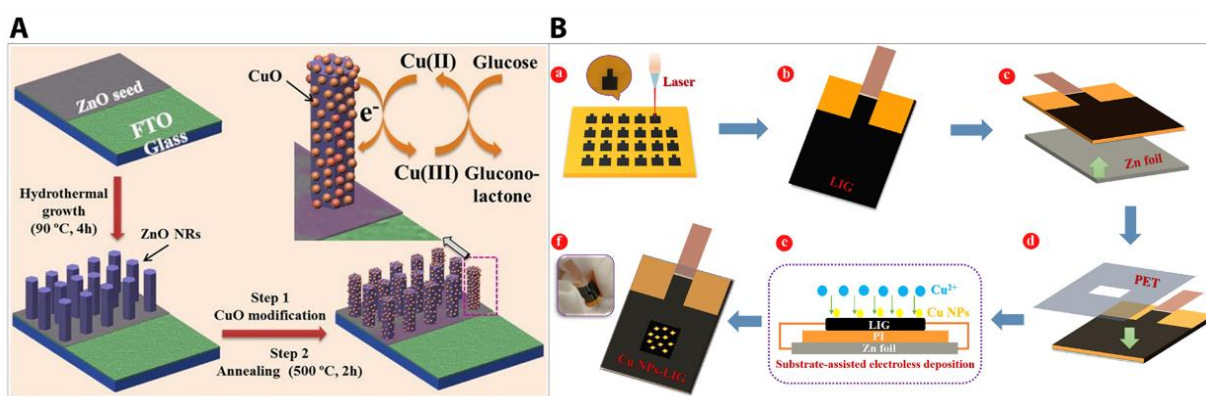 A
ZnO seed
FTO
Glass
Hydrothermal
growth
(90 ºC, 4h)
ZnO NRs
Step 1
CuO modification
Step 2
Annealing (500 ºC, 2h)
CuO
e-
Cu(II)
Glucose
Cu(III)
Glucono-
lactone
B
a
Laser
b
LIG
c
Zn foil
d
PET
e
Cu2+
Cu NPs
LIG
PI
Zn foil
Substrate-assisted electroless deposition
f
Cu NPs-LIG